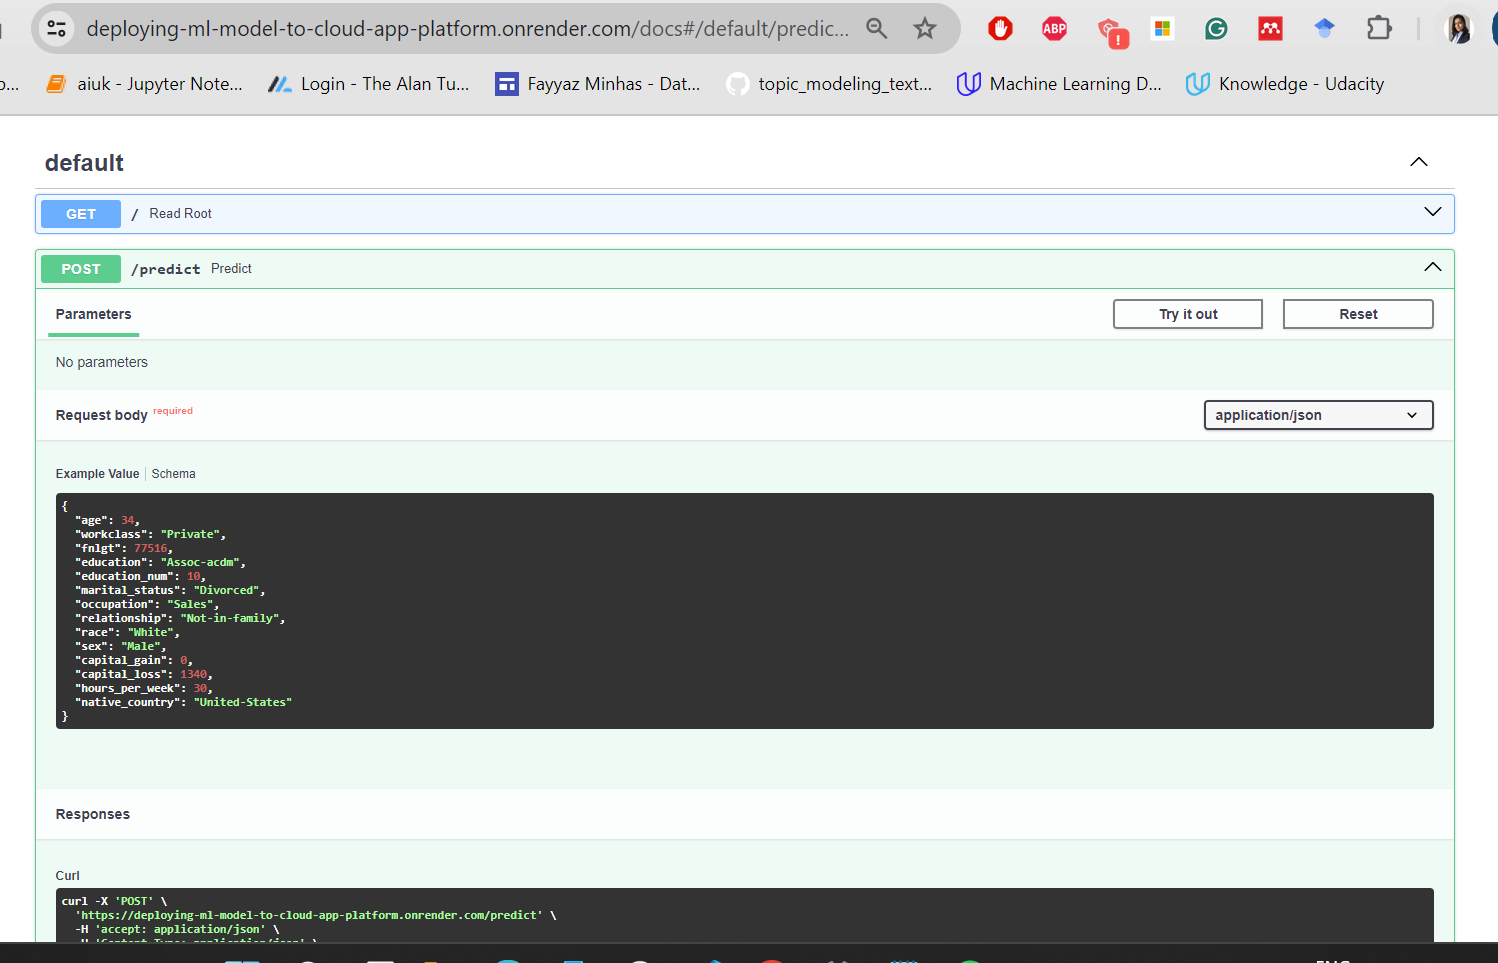 deploying-ml-model-to-cloud-app-platform.onrender.com/docs#/default/predic...
ABP
!
aiuk - Jupyter Note...
Login - The Alan Tu...
Fayyaz Minhas - Dat...
topic_modeling_text...
Machine Learning D...
Knowledge - Udacity
default
GET / Read Root
POST /predict Predict
Parameters
Try it out
Reset
No parameters
Request body required
application/json
Example Value Schema
{
"age": 34,
"workclass": "Private",
"fnlgt": 77516,
"education": "Assoc-acdm",
"education_num": 10,
"marital_status": "Divorced",
"occupation": "Sales",
"relationship": "Not-in-family",
"race": "White",
"sex": "Male",
"capital_gain": 0,
"capital_loss": 1340,
"hours_per_week": 30,
"native_country": "United-States"
}
Responses
Curl
curl -X 'POST' \
'https://deploying-ml-model-to-cloud-app-platform.onrender.com/predict' \
-H 'accept: application/json' \
-H 'Content-Type: application/json' \